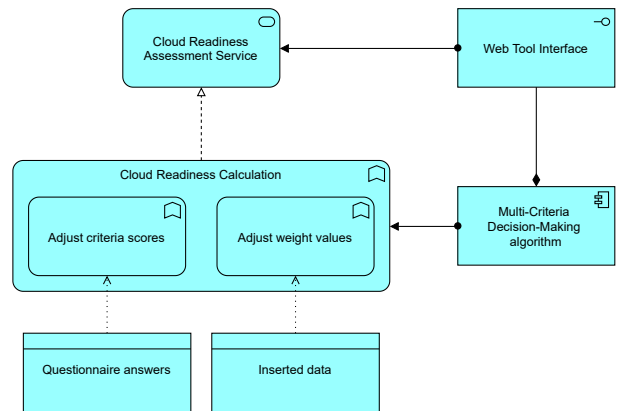 Cloud Readiness
Assessment Service
Web Tool Interface
Cloud Readiness Calculation
Adjust criteria scores
Adjust weight values
Multi-Criteria
Decision-Making
algorithm
Questionnaire answers
Inserted data